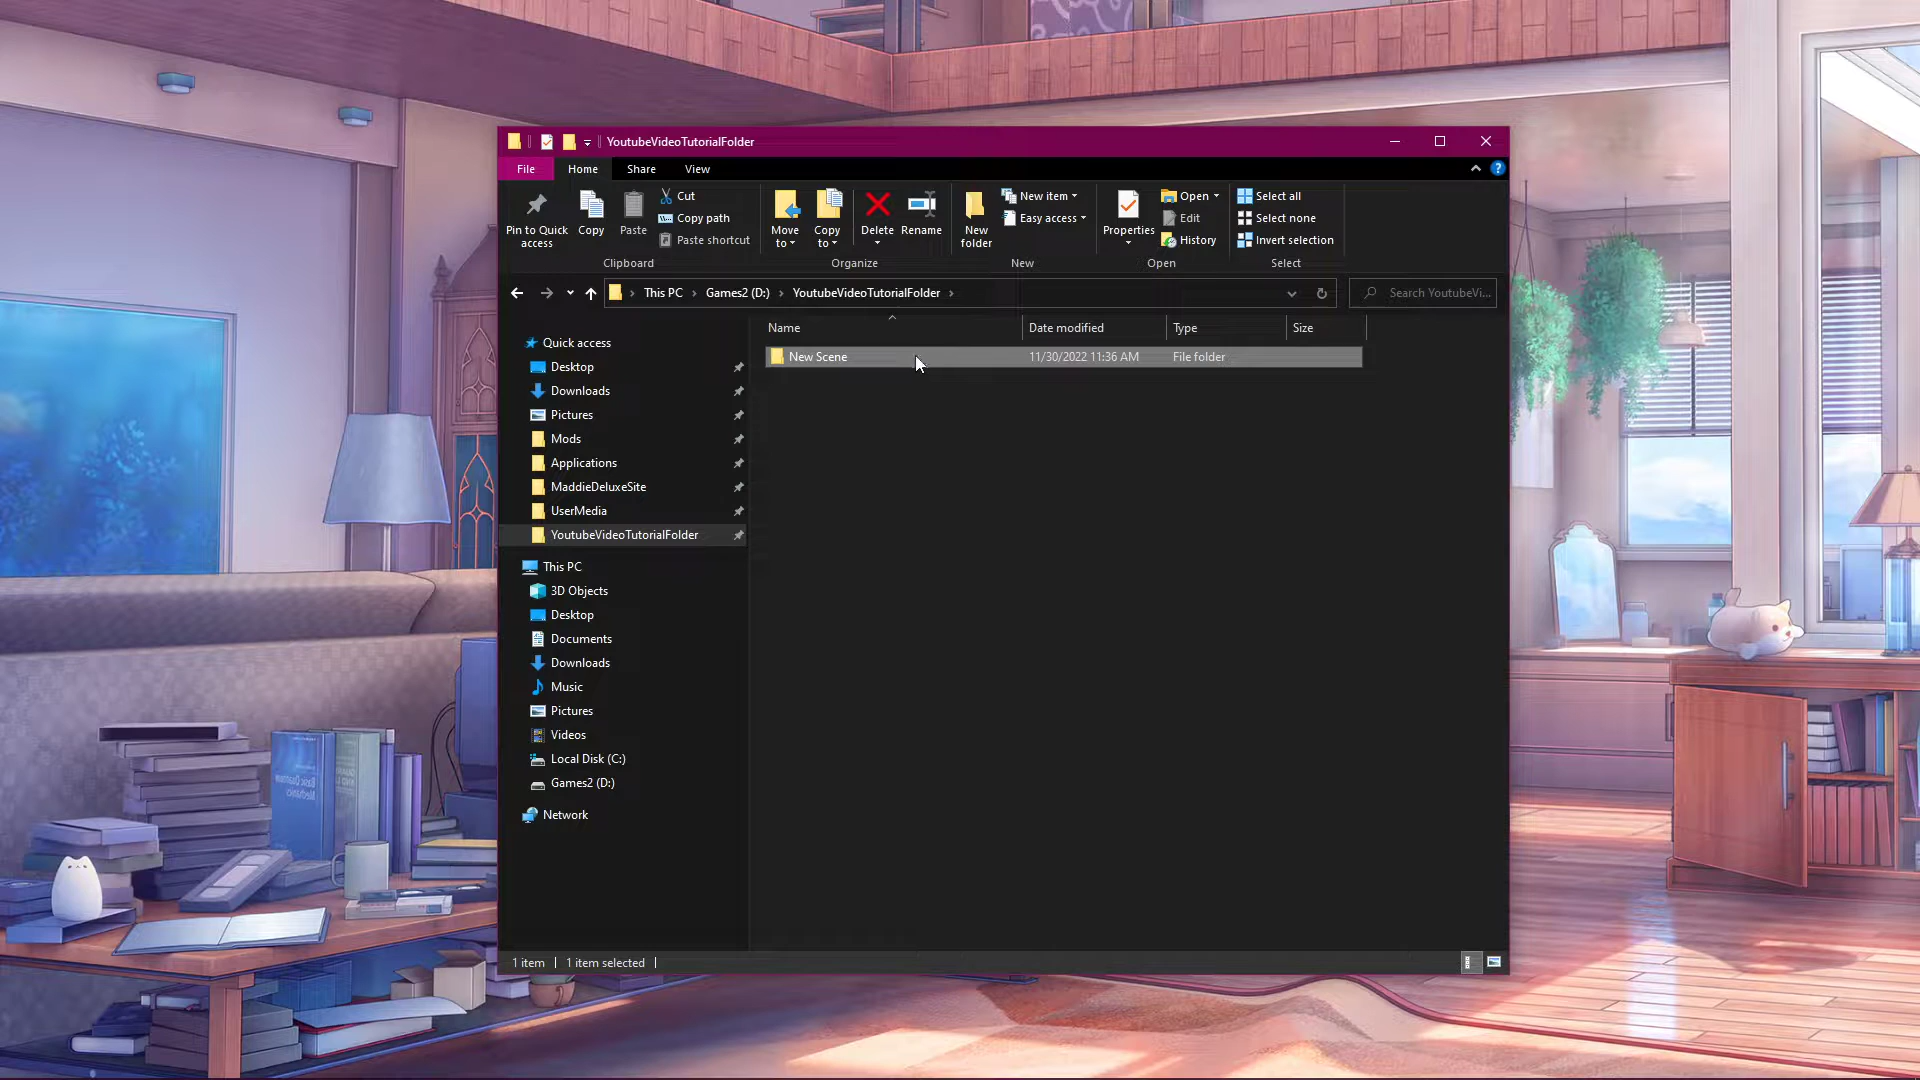 YoutubeVideoTutorialFolder
File Home Share View
Pin to Quick access
Copy
Paste
Cut
Copy path
Paste shortcut
Clipboard
Move to
Copy to
Delete
Rename
Organize
New folder
New item
Easy access
New
Properties
Open
Edit
History
Open
Select all
Select none
Invert selection
Select
This PC > Games2 (D:) > YoutubeVideoTutorialFolder >
Search YoutubeVi...
Name Date modified Type Size
New Scene 11/30/2022 11:36 AM File folder
Quick access
Desktop
Downloads
Pictures
Mods
Applications
MaddieDeluxeSite
UserMedia
YoutubeVideoTutorialFolder
This PC
3D Objects
Desktop
Documents
Downloads
Music
Pictures
Videos
Local Disk (C:)
Games2 (D:)
Network
1 item 1 item selected